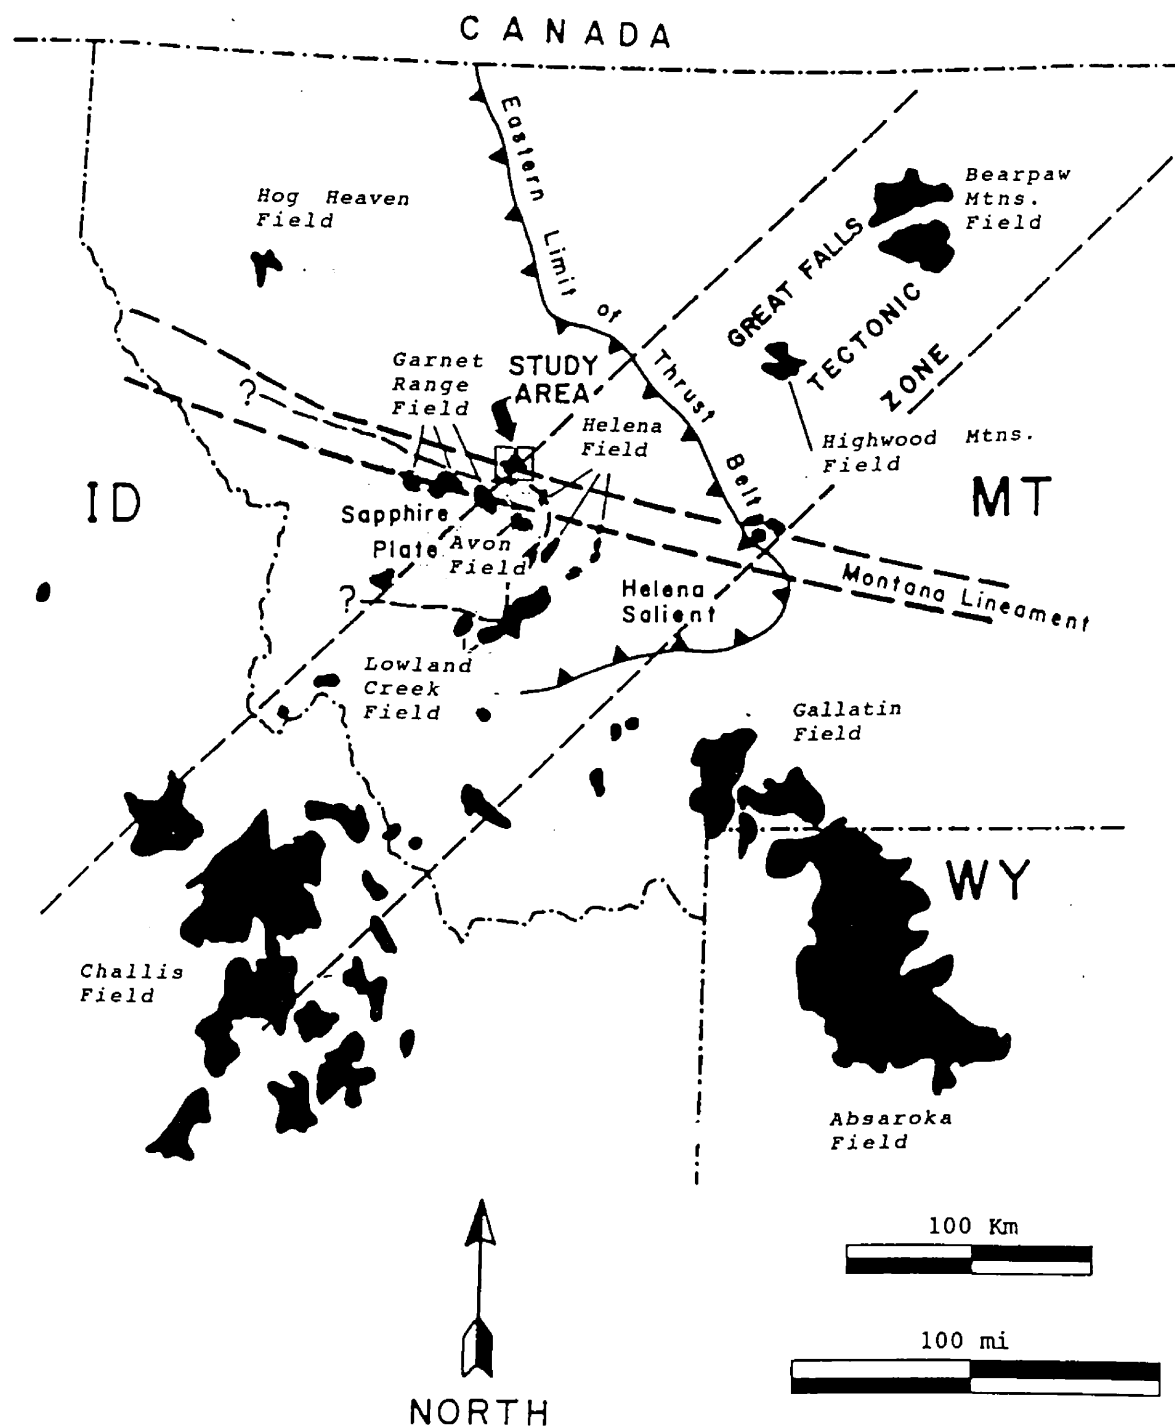 CANADA
Eastern Limit of Thrust Belt
Hog Heaven
Field
Bearpaw
Mtns.
Field
GREAT FALLS
TECTONIC
ZONE
Garnet
Range
Field
STUDY
AREA
?
Helena
Field
Highwood Mtns.
Field
ID
MT
Sapphire
Plate
Avon
Field
?
Helena
Salient
Montana Lineament
Lowland
Creek
Field
Gallatin
Field
WY
Challis
Field
Absaroka
Field
100 Km
100 mi
NORTH